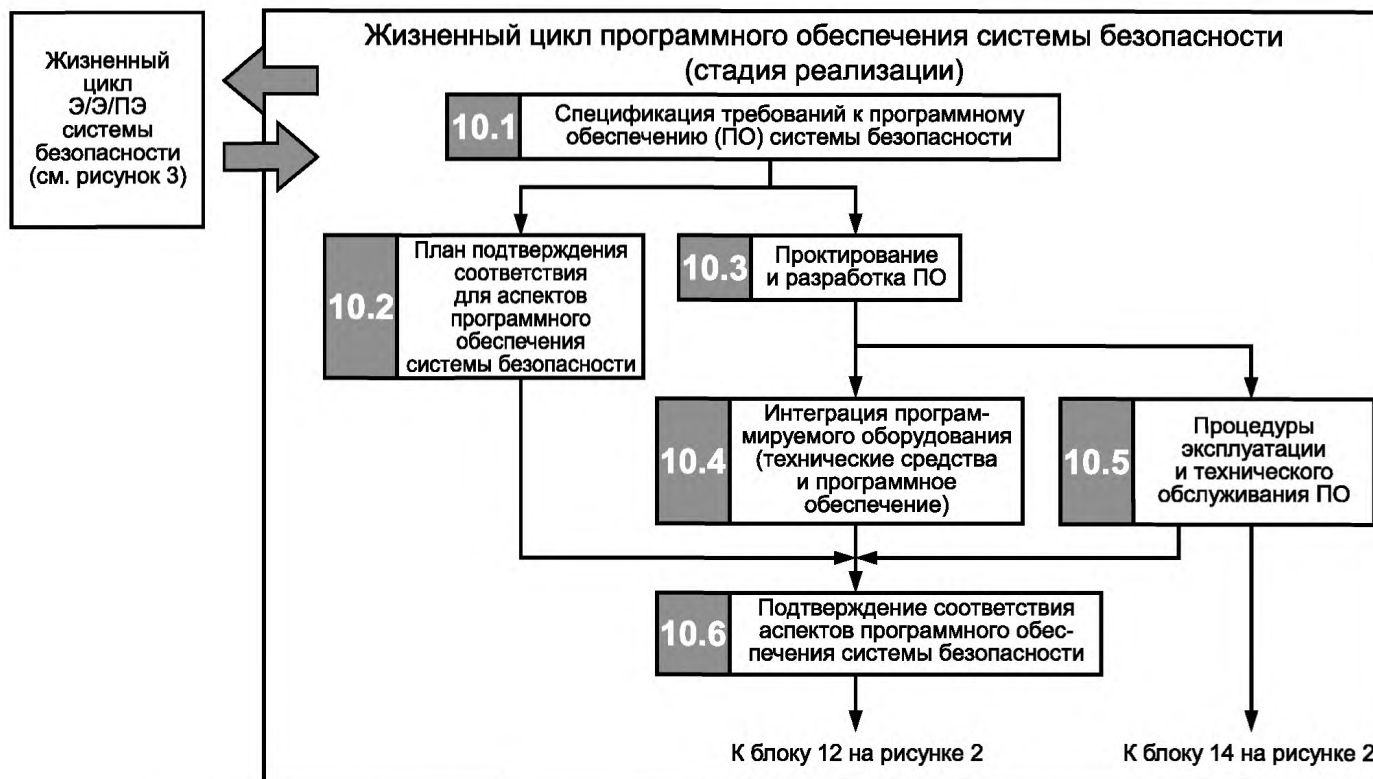 Жизненный
цикл
Э/Э/ПЭ
системы
безопасности
(см. рисунок 3)
Жизненный цикл программного обеспечения системы безопасности
(стадия реализации)
10.1
Спецификация требований к программному
обеспечению (ПО) системы безопасности
10.2
План подтверждения
соответствия
для аспектов
программного
обеспечения
системы безопасности
10.3
Проктирование
и разработка ПО
10.4
Интеграция програм-
мируемого оборудования
(технические средства
и программное
обеспечение)
10.5
Процедуры
эксплуатации
и технического
обслуживания ПО
10.6
Подтверждение соответствия
аспектов программного обес-
печения системы безопасности
К блоку 12 на рисунке 2
К блоку 14 на рисунке 2